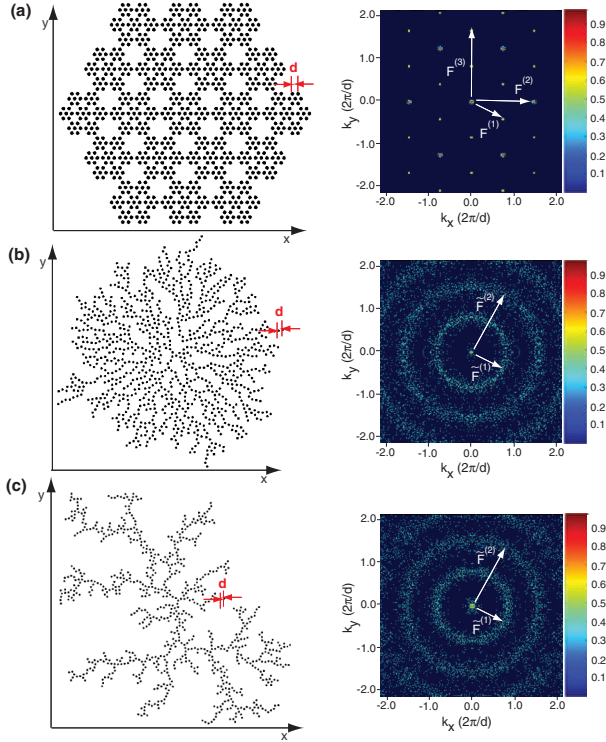 (a)
y
d
x
2.0
1.0
0.0
-1.0
-2.0
k_y (2π/d)
F^(3)
F^(2)
F^(1)
-2.0 -1.0 0.0 1.0 2.0
k_x (2π/d)
0.9
0.8
0.7
0.6
0.5
0.4
0.3
0.2
0.1
(b)
y
d
x
2.0
1.0
0.0
-1.0
-2.0
k_y (2π/d)
F̃^(2)
F̃^(1)
-2.0 -1.0 0.0 1.0 2.0
k_x (2π/d)
0.9
0.8
0.7
0.6
0.5
0.4
0.3
0.2
0.1
(c)
y
d
x
2.0
1.0
0.0
-1.0
-2.0
k_y (2π/d)
F̃^(2)
F̃^(1)
-2.0 -1.0 0.0 1.0 2.0
k_x (2π/d)
0.9
0.8
0.7
0.6
0.5
0.4
0.3
0.2
0.1